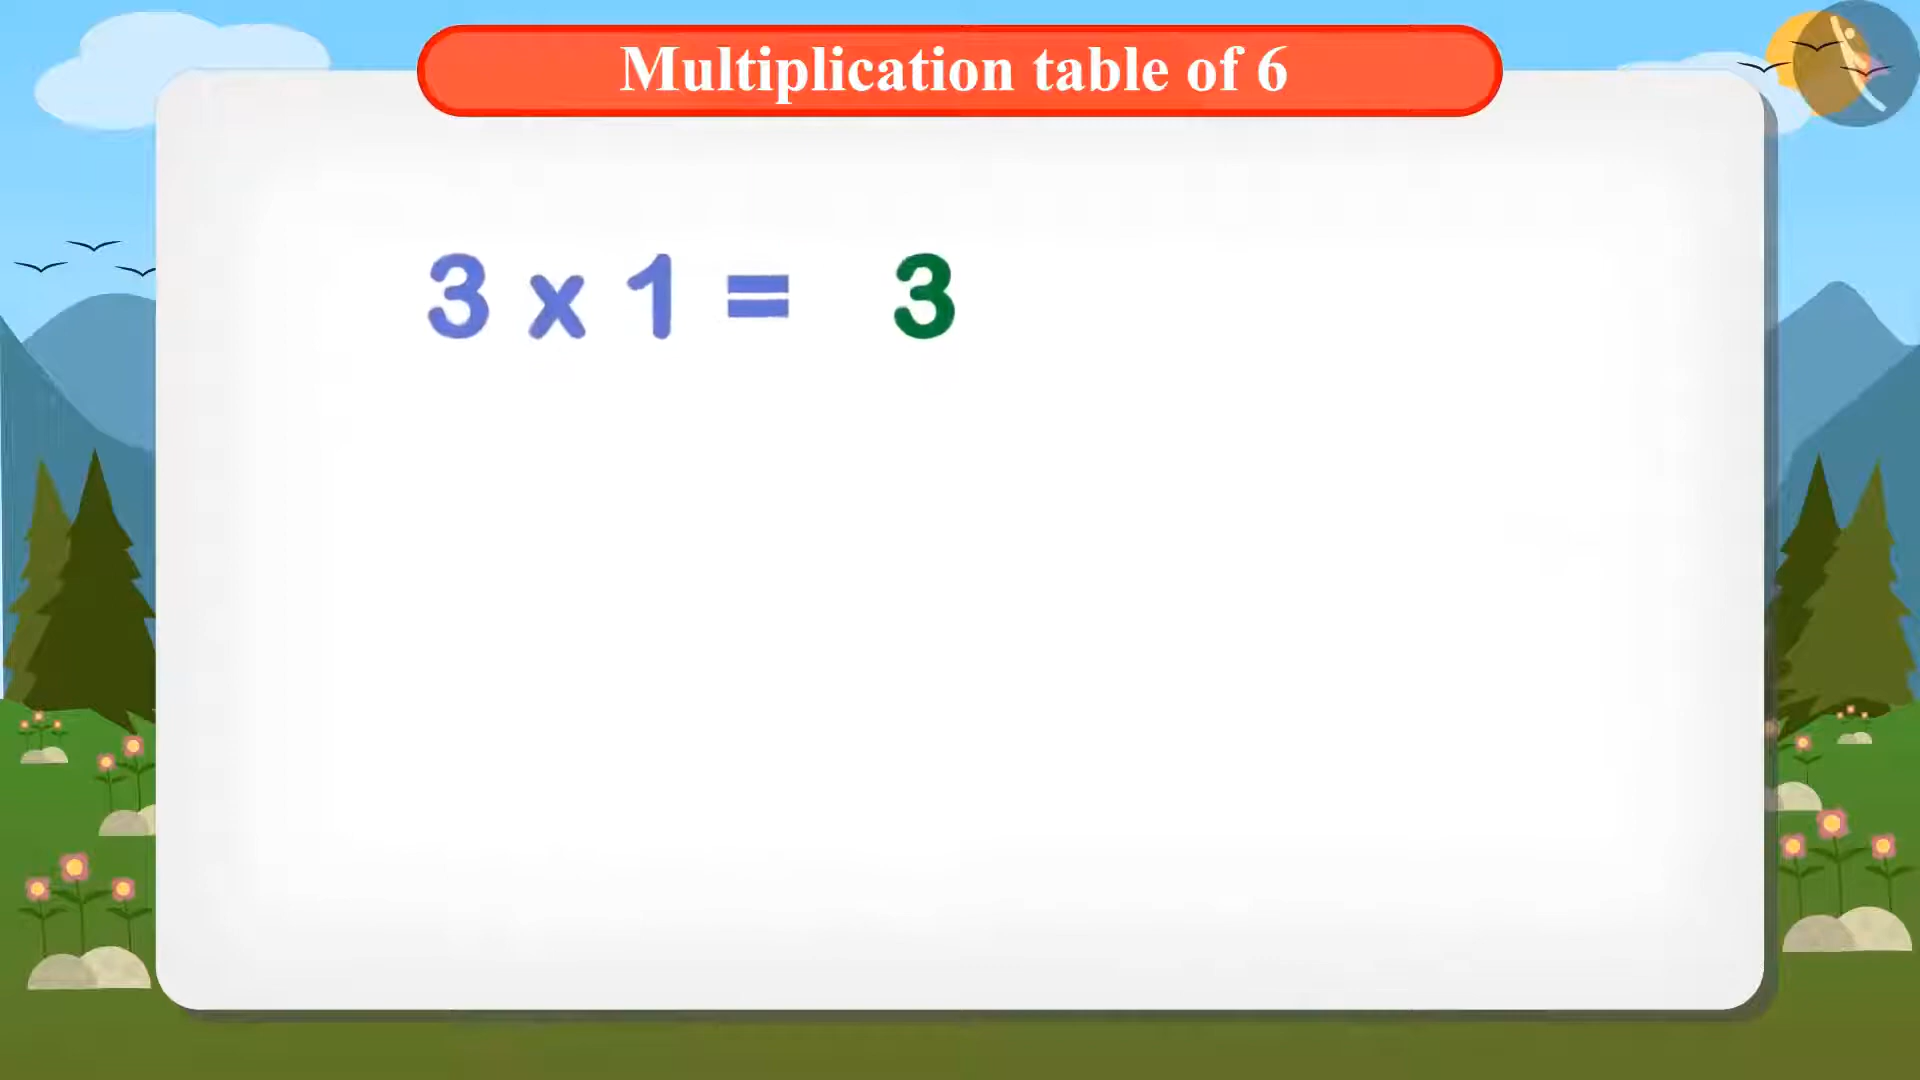 Multiplication table of 6
3 x 1 = 3